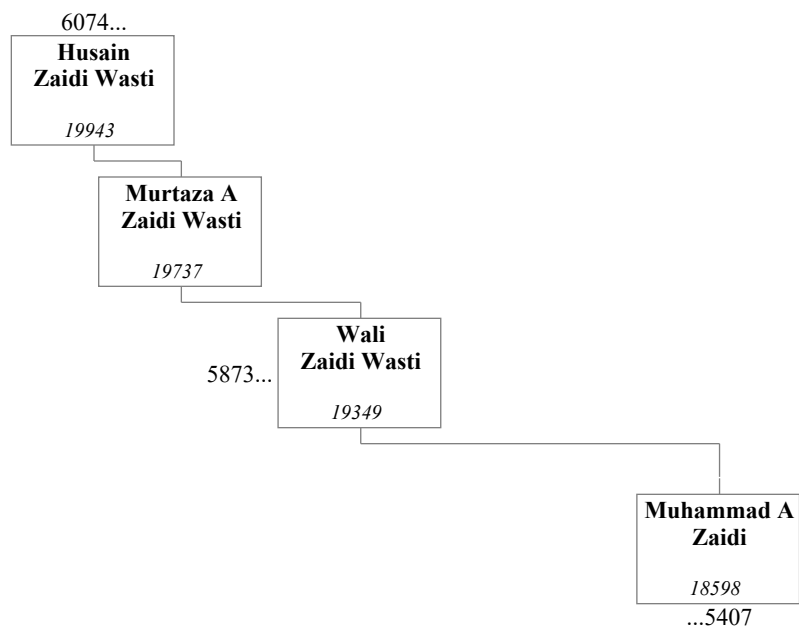 6074...
Husain
Zaidi Wasti
19943
Murtaza A
Zaidi Wasti
19737
Wali
Zaidi Wasti
5873...
19349
Muhammad A
Zaidi
18598
...5407